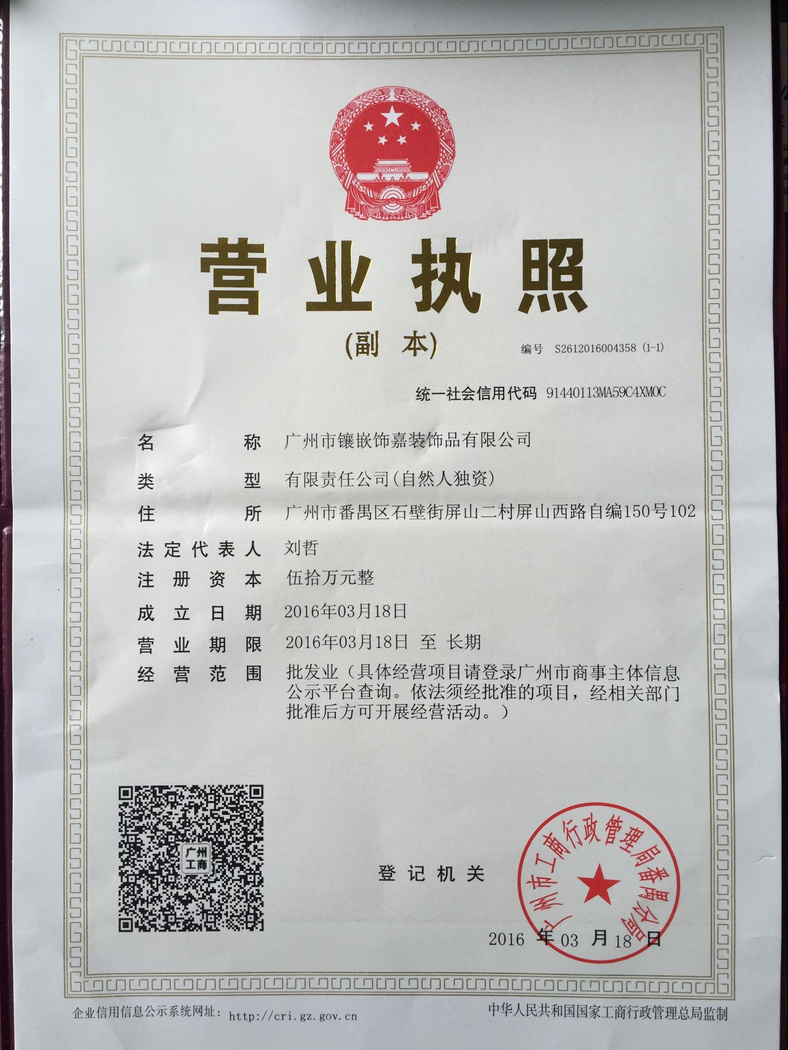 营业执照
(副 本)
编号 S2612016004358 (1-1)
统一社会信用代码 91440113MA59C4XM0C
名称 广州市镶嵌饰嘉装饰品有限公司
类型 有限责任公司(自然人独资)
住所 广州市番禺区石壁街屏山二村屏山西路自编150号102
法定代表人 刘哲
注册资本 伍拾万元整
成立日期 2016年03月18日
营业期限 2016年03月18日 至 长期
经营范围 批发业（具体经营项目请登录广州市商事主体信息
公示平台查询。依法须经批准的项目，经相关部门
批准后方可开展经营活动。）
广州
工商
登记机关
广州市工商行政管理局番禺分局
2016 年 03 月 18 日
企业信用信息公示系统网址： http://cri.gz.gov.cn
中华人民共和国国家工商行政管理总局监制